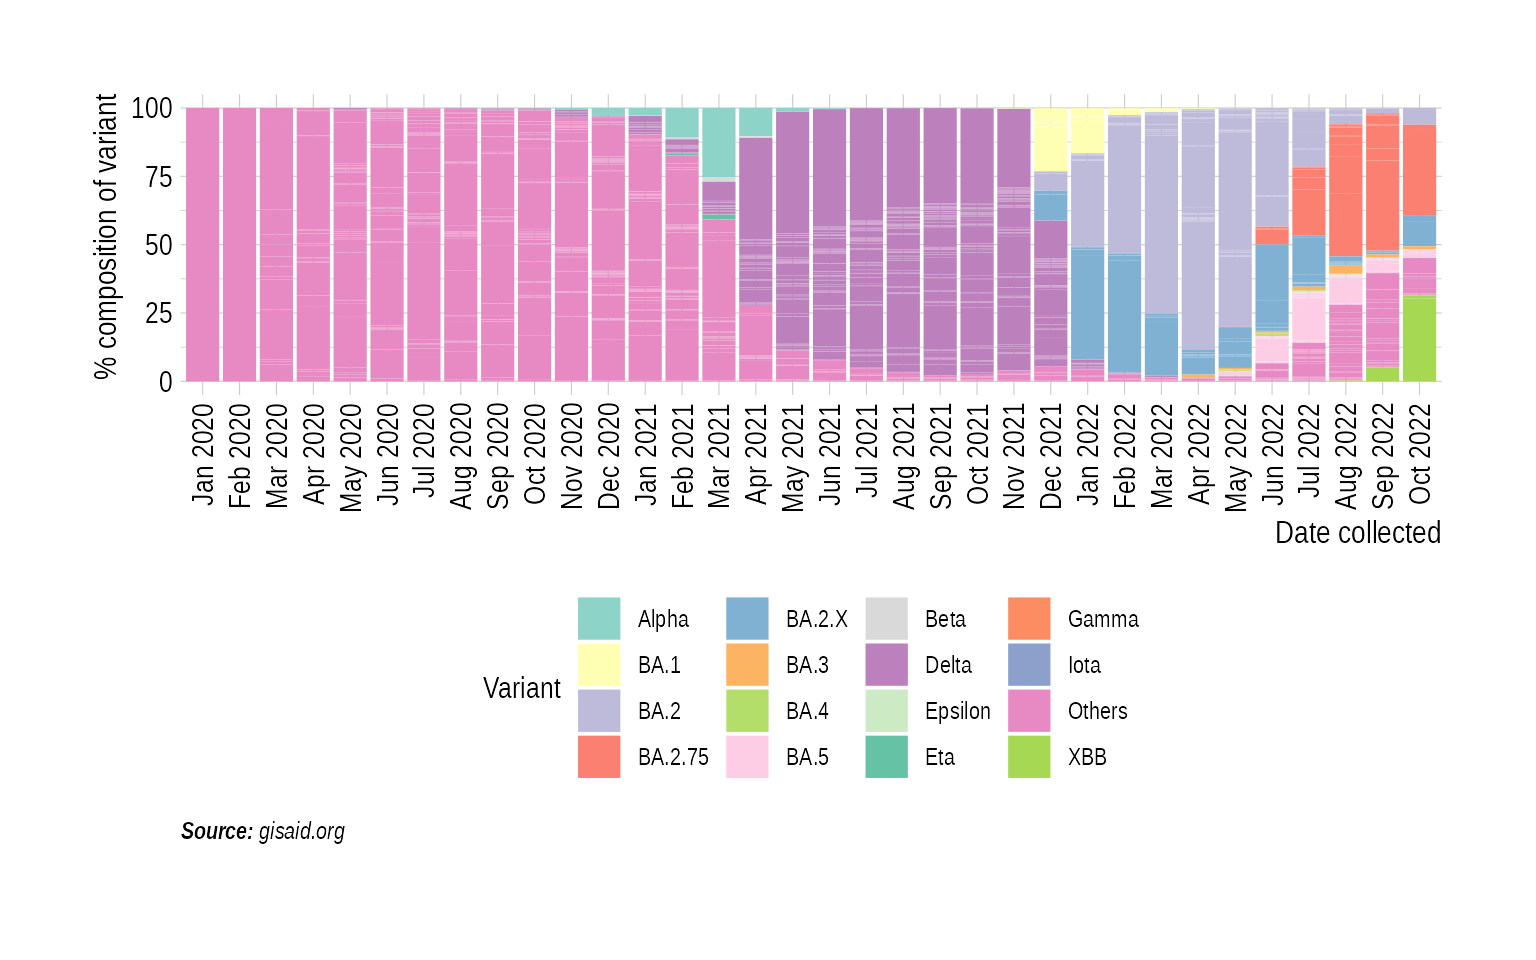 % composition of variant
100
75
50
25
0
Jan 2020
Feb 2020
Mar 2020
Apr 2020
May 2020
Jun 2020
Jul 2020
Aug 2020
Sep 2020
Oct 2020
Nov 2020
Dec 2020
Jan 2021
Feb 2021
Mar 2021
Apr 2021
May 2021
Jun 2021
Jul 2021
Aug 2021
Sep 2021
Oct 2021
Nov 2021
Dec 2021
Jan 2022
Feb 2022
Mar 2022
Apr 2022
May 2022
Jun 2022
Jul 2022
Aug 2022
Sep 2022
Oct 2022
Date collected
Variant
Alpha
BA.1
BA.2
BA.2.75
BA.2.X
BA.3
BA.4
BA.5
Beta
Delta
Epsilon
Eta
Gamma
Iota
Others
XBB
Source: gisaid.org